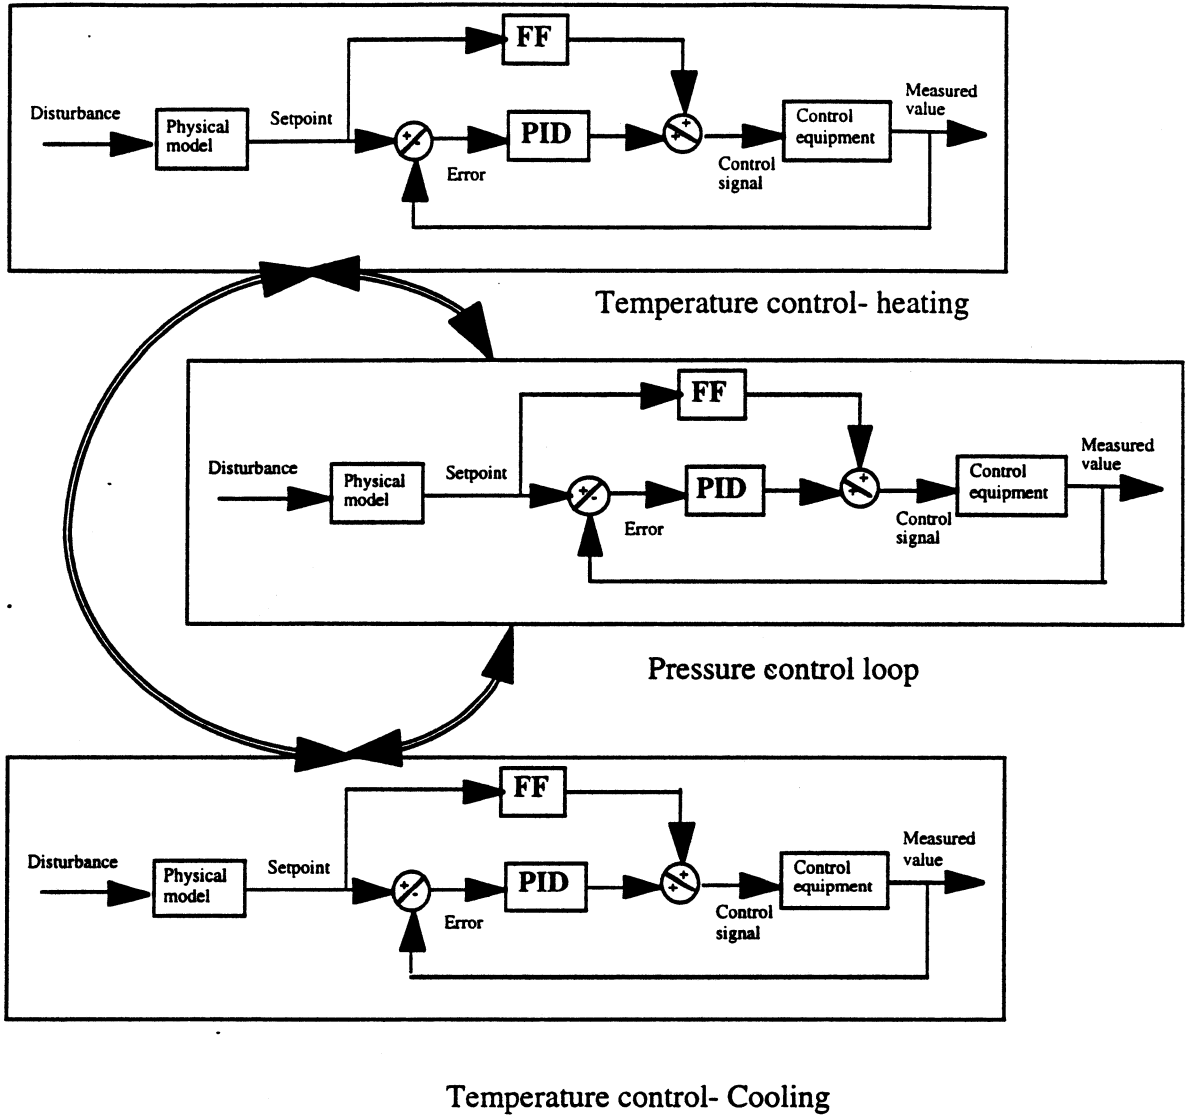 FF
Disturbance
Physical
model
Setpoint
+
-
Error
PID
+
+
Control
signal
Control
equipment
Measured
value
Temperature control- heating
FF
Disturbance
Physical
model
Setpoint
+
-
Error
PID
+
+
Control
signal
Control
equipment
Measured
value
Pressure control loop
FF
Disturbance
Physical
model
Setpoint
+
-
Error
PID
+
+
Control
signal
Control
equipment
Measured
value
Temperature control- Cooling